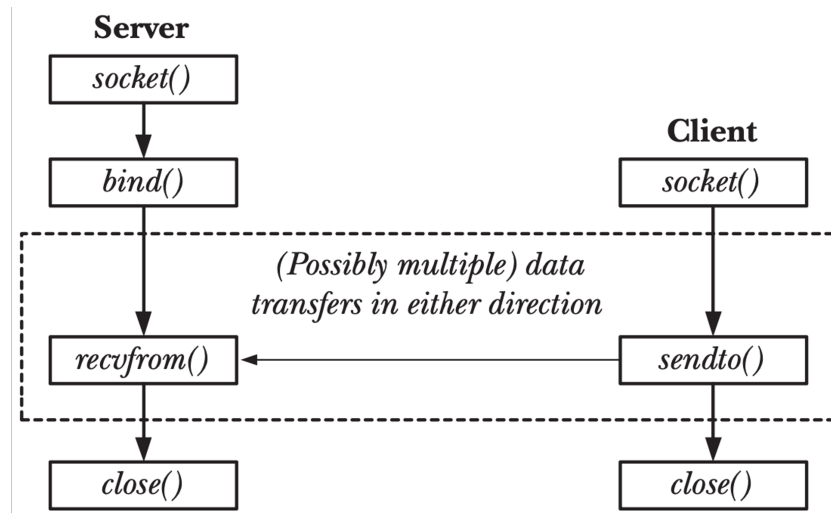 Server
socket()
Client
bind()
socket()
(Possibly multiple) data
transfers in either direction
recvfrom()
sendto()
close()
close()